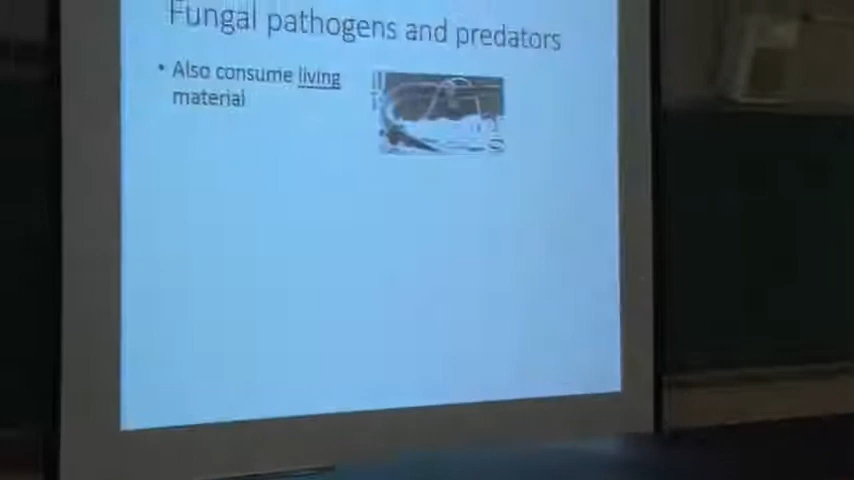 Fungal pathogens and predators
• Also consume living
material